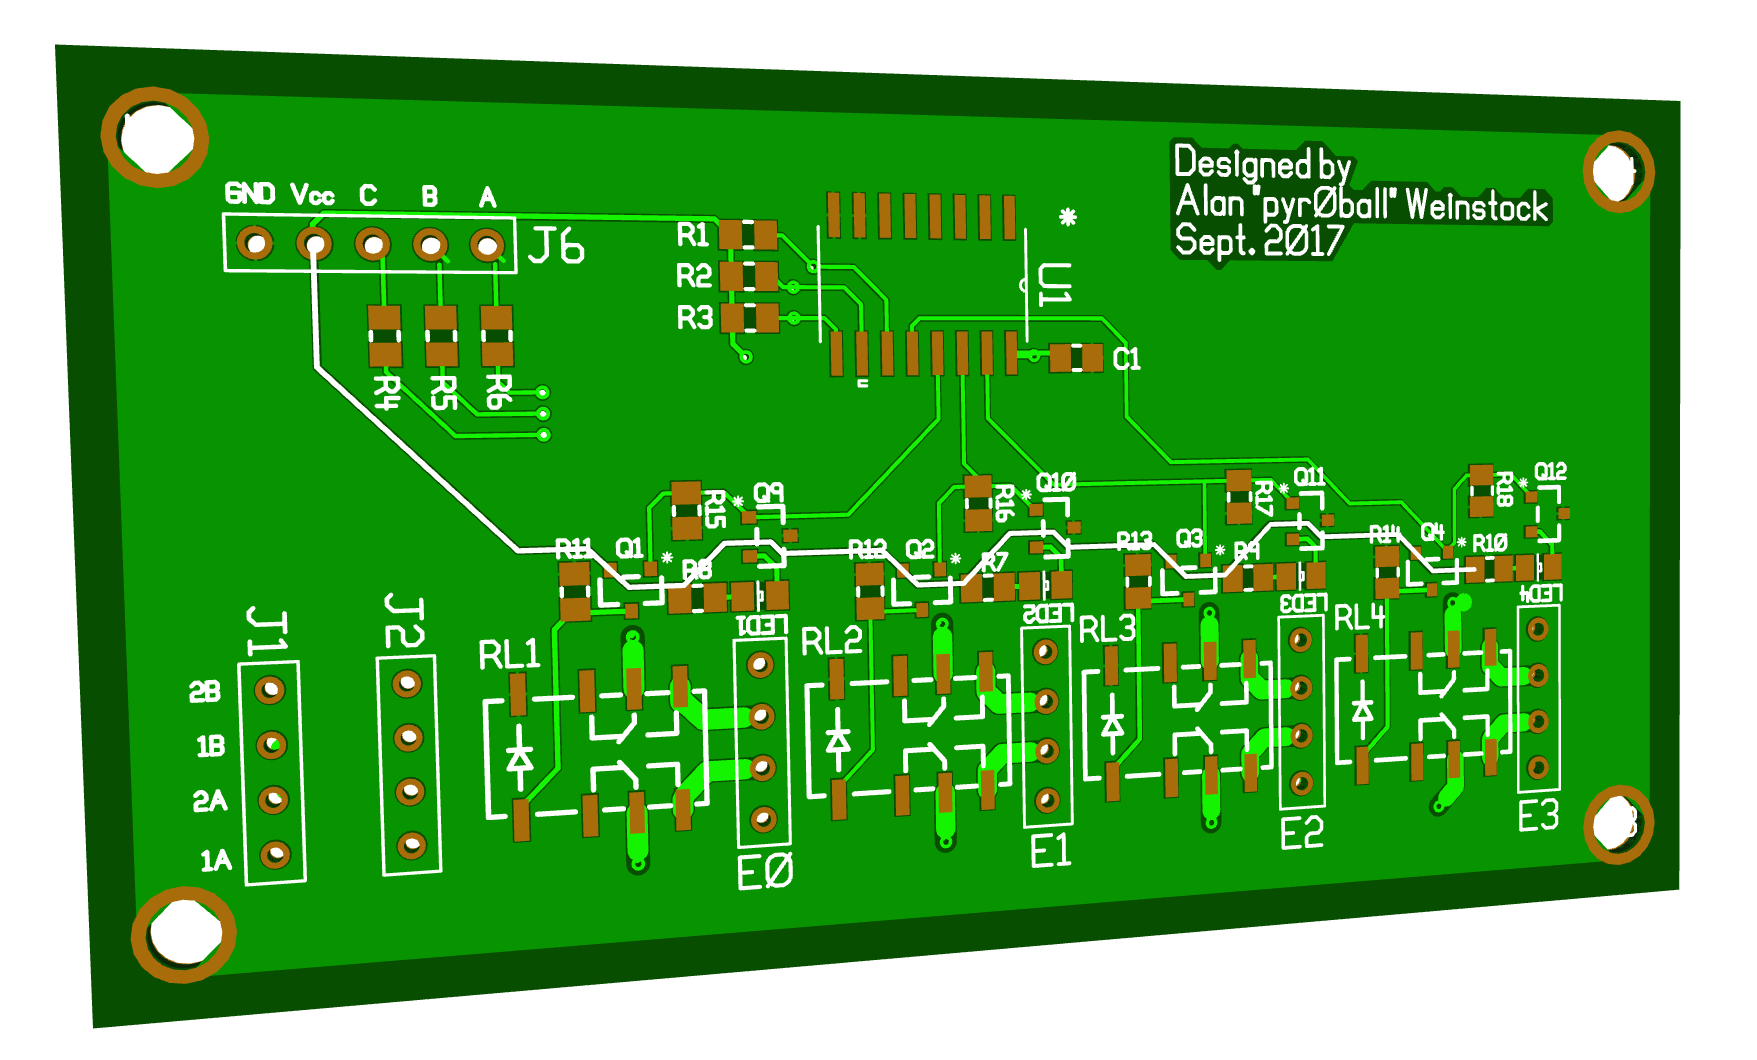 Designed by
Alan "pyrØball" Weinstock
Sept. 2Ø17
GND Vcc C B A
J6
R1
R2
R3
U1
C1
R4 R5 R6
R15 Q9 R16 Q10 R17 Q11 R18 Q12
R11 Q1 R8 R12 Q2 R7 R13 Q3 R9 R14 Q4 R10
LED1 LED2 LED3 LED4
J1 J2
RL1 RL2 RL3 RL4
2B
1B
2A
1A
EØ E1 E2 E3